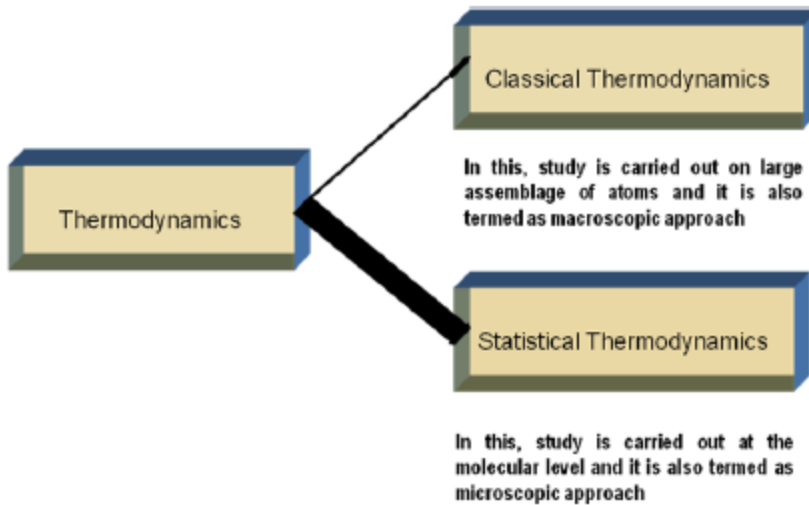 Classical Thermodynamics
In this, study is carried out on large
assemblage of atoms and it is also
termed as macroscopic approach
Thermodynamics
Statistical Thermodynamics
In this, study is carried out at the
molecular level and it is also termed as
microscopic approach